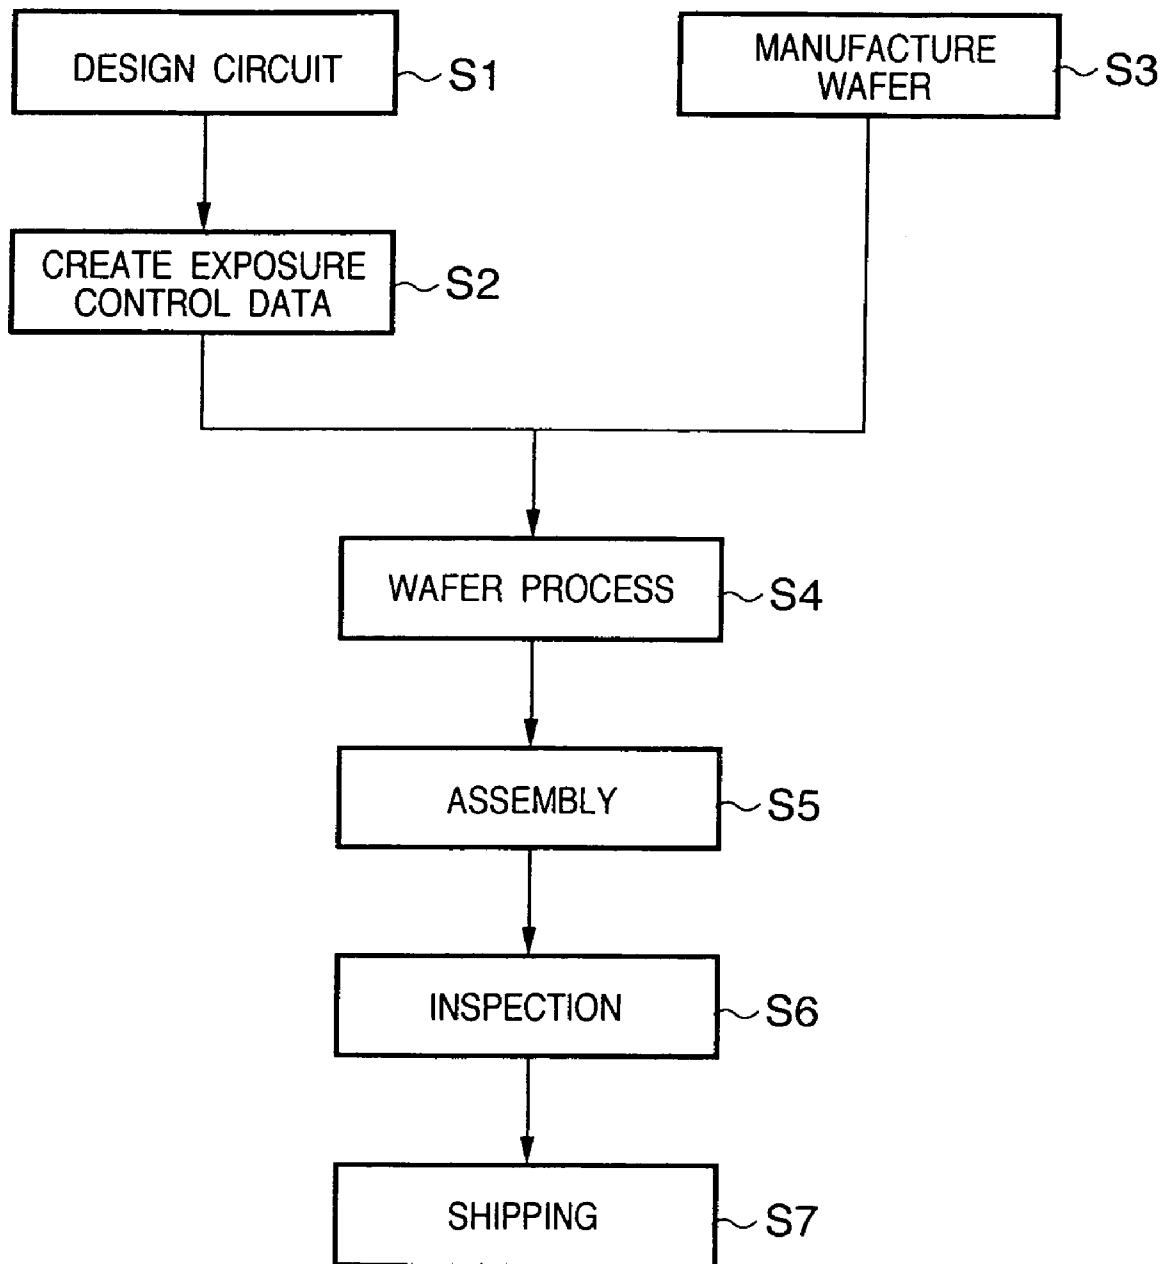 DESIGN CIRCUIT
S1
MANUFACTURE
WAFER
S3
CREATE EXPOSURE
CONTROL DATA
S2
WAFER PROCESS
S4
ASSEMBLY
S5
INSPECTION
S6
SHIPPING
S7